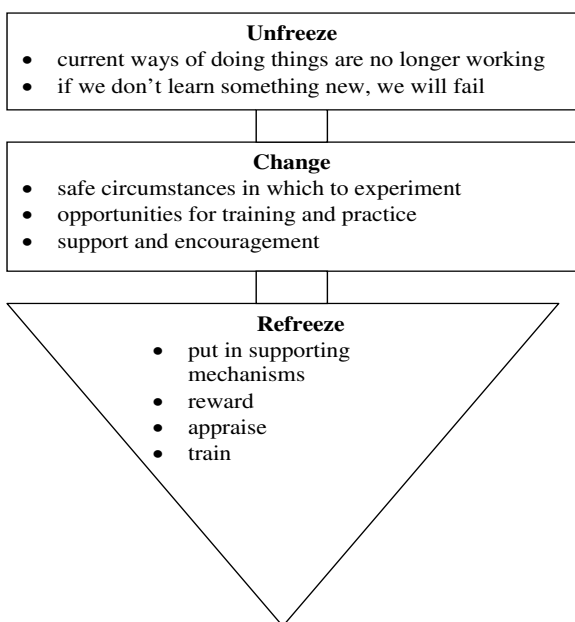 Unfreeze
• current ways of doing things are no longer working
• if we don't learn something new, we will fail
Change
• safe circumstances in which to experiment
• opportunities for training and practice
• support and encouragement
Refreeze
• put in supporting
mechanisms
• reward
• appraise
• train